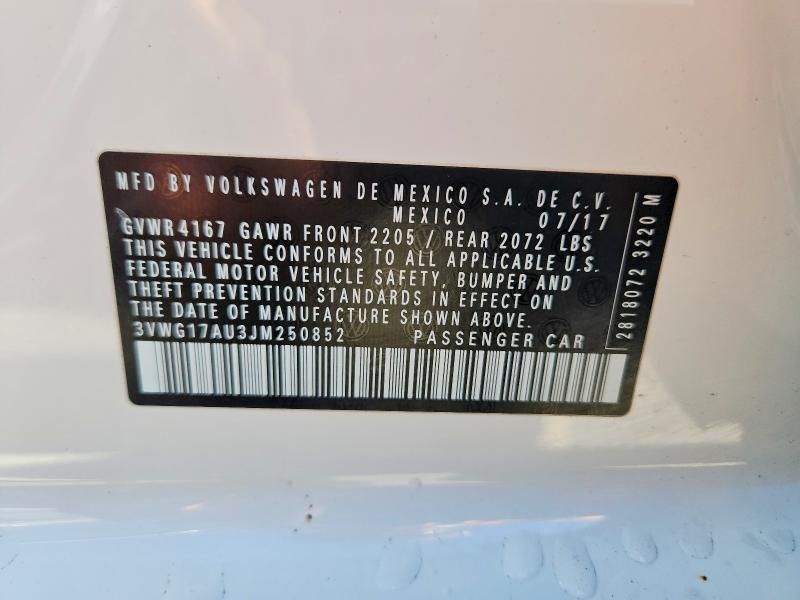 MFD BY VOLKSWAGEN DE MEXICO S.A. DE C.V.
MEXICO 07/17
GVWR 4167 GAWR FRONT 2205 / REAR 2072 LBS
THIS VEHICLE CONFORMS TO ALL APPLICABLE U.S.
FEDERAL MOTOR VEHICLE SAFETY, BUMPER AND
THEFT PREVENTION STANDARDS IN EFFECT ON
THE DATE OF MANUFACTURE SHOWN ABOVE.
3VWG17AU3JM250852 PASSENGER CAR
2818072 3220 M